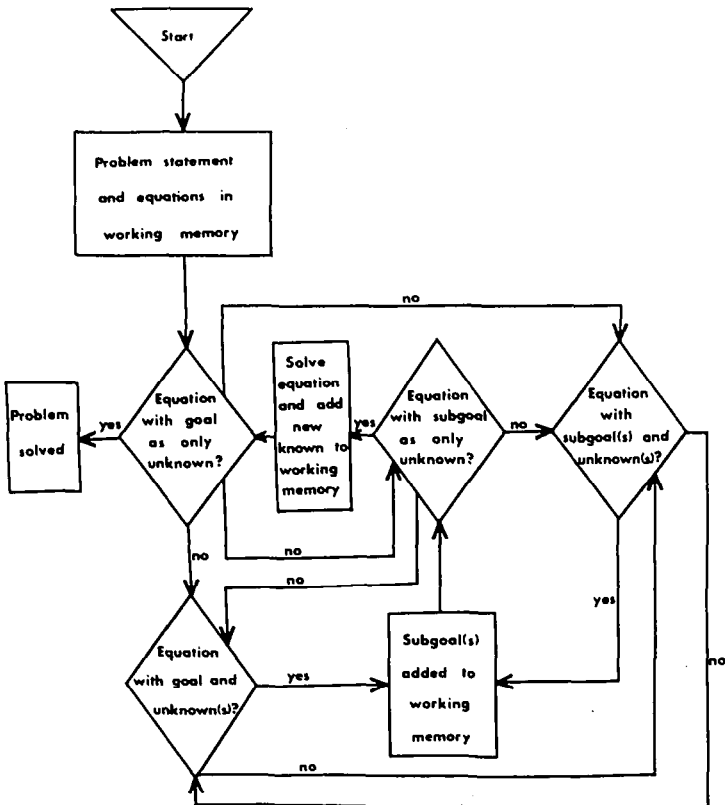 Start
Problem statement
and equations in
working memory
no
Problem
solved
yes
Equation
with goal
as only
unknown?
Solve
equation
and add
new
known to
working
memory
yes
Equation
with subgoal
as only
unknown?
no
Equation
with
subgoal(s) and
unknown(s)?
no
no
no
yes
no
Equation
with goal and
unknown(s)?
yes
Subgoal(s)
added to
working
memory
no